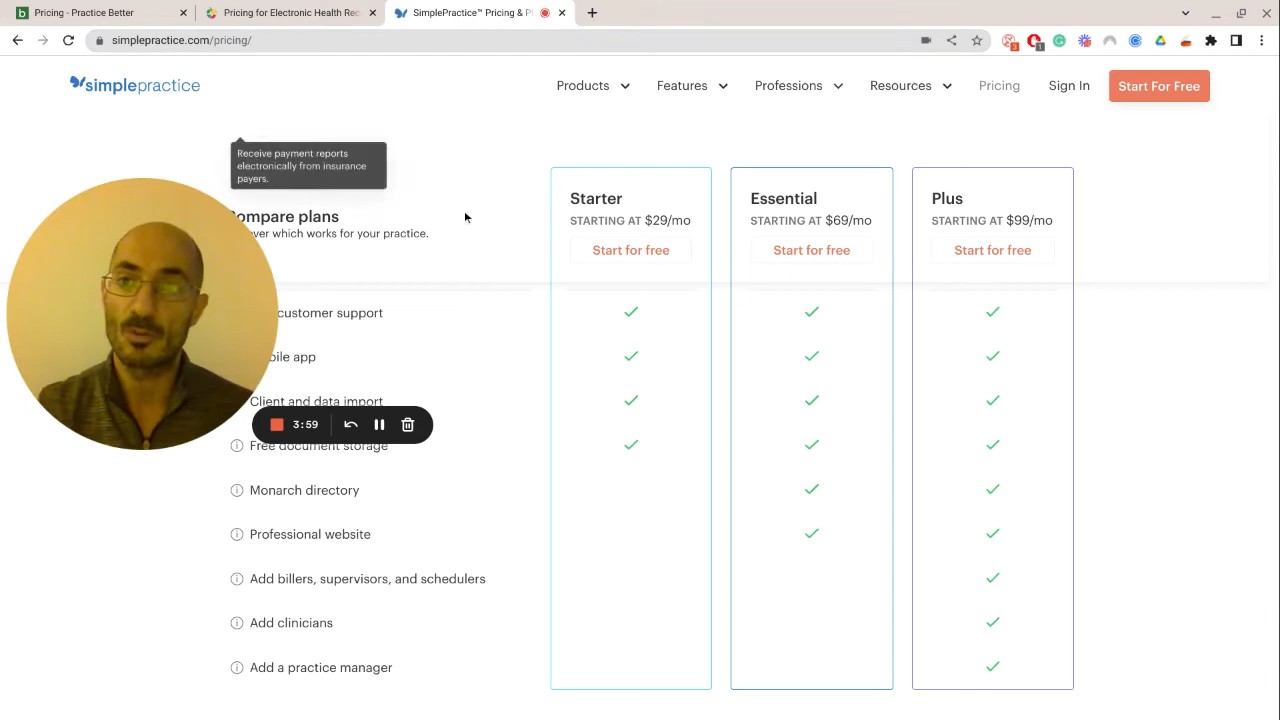 Pricing - Practice Better
Pricing for Electronic Health Rec
SimplePractice™ Pricing & Pl
simplepractice.com/pricing/
3
1
simplepractice
Products
Features
Professions
Resources
Pricing
Sign In
Start For Free
Receive payment reports
electronically from insurance
payers.
Compare plans
over which works for your practice.
Starter
STARTING AT $29/mo
Start for free
Essential
STARTING AT $69/mo
Start for free
Plus
STARTING AT $99/mo
Start for free
customer support
bile app
Client and data import
3:59
Free document storage
Monarch directory
Professional website
Add billers, supervisors, and schedulers
Add clinicians
Add a practice manager